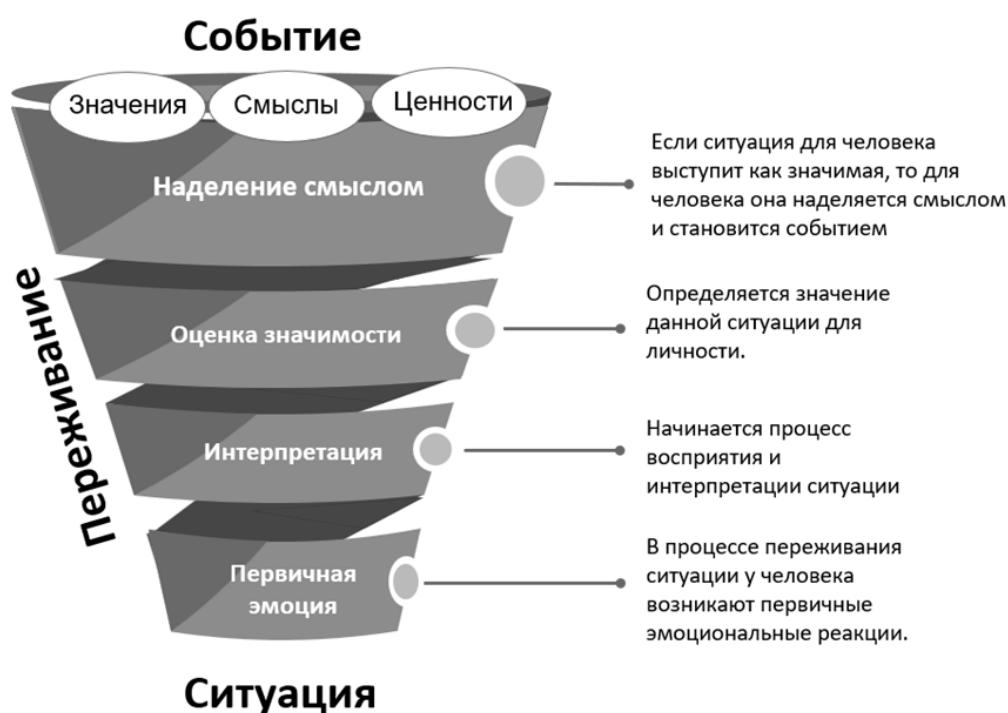 Событие
Значения
Смыслы
Ценности
Наделение смыслом
Если ситуация для человека
выступит как значимая, то для
человека она наделяется смыслом
и становится событием
Переживание
Оценка значимости
Определяется значение
данной ситуации для
личности.
Интерпретация
Начинается процесс
восприятия и
интерпретации ситуации
Первичная
эмоция
В процессе переживания
ситуации у человека
возникают первичные
эмоциональные реакции.
Ситуация